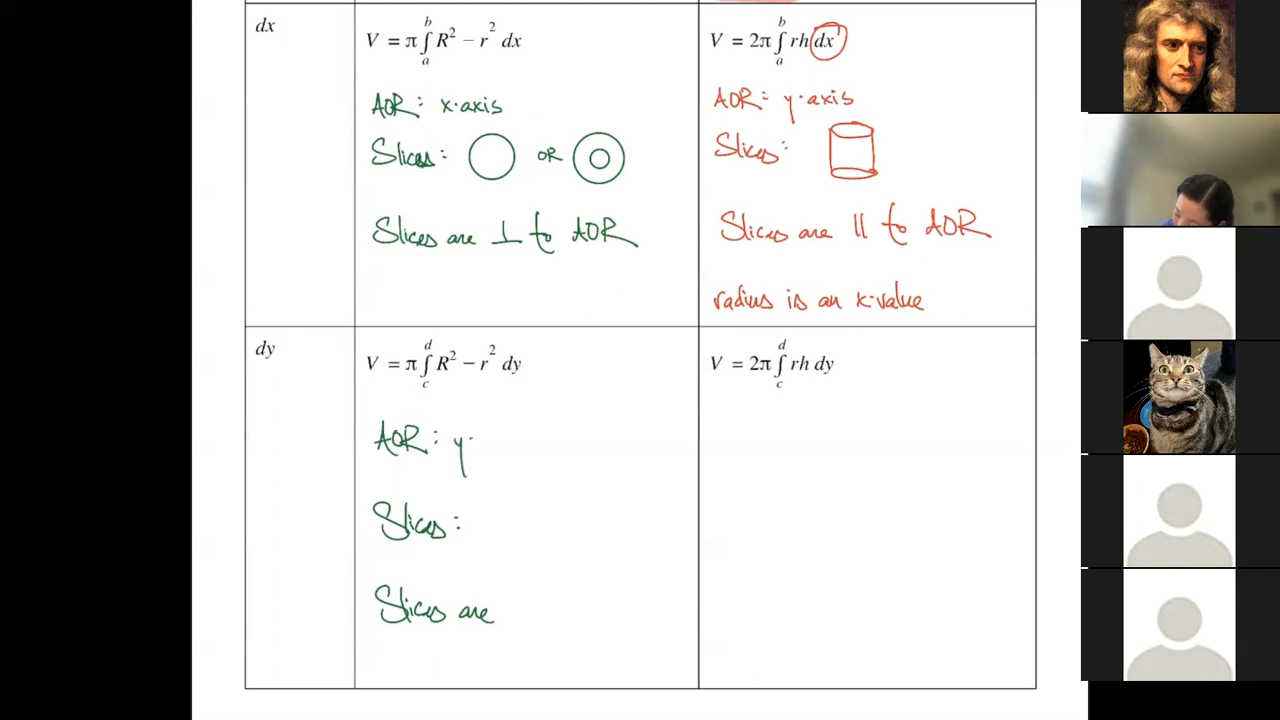 dx
V = π ∫ₐᵇ R² − r² dx
AOR: x-axis
Slices: OR
Slices are ⊥ to AOR
V = 2π ∫ₐᵇ rh dx
AOR: y-axis
Slices:
Slices are || to AOR
radius is an x-value
dy
V = π ∫_c^d R² − r² dy
AOR: y-
Slices:
Slices are
V = 2π ∫_c^d rh dy